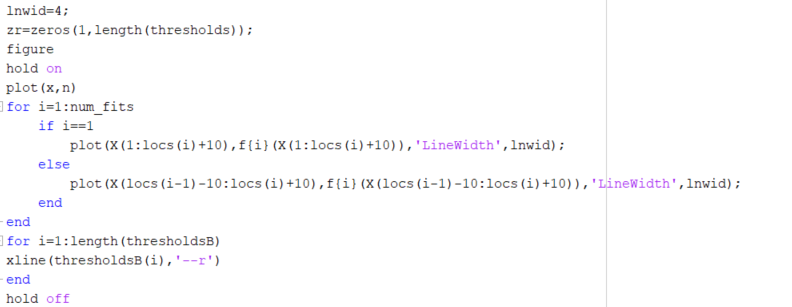 lnwid=4;
zr=zeros(1,length(thresholds));
figure
hold on
plot(x,n)
for i=1:num_fits
    if i==1
        plot(X(1:locs(i)+10),f{i}(X(1:locs(i)+10)),'LineWidth',lnwid);
    else
        plot(X(locs(i-1)-10:locs(i)+10),f{i}(X(locs(i-1)-10:locs(i)+10)),'LineWidth',lnwid);
    end
end
for i=1:length(thresholdsB)
xline(thresholdsB(i),'--r')
end
hold off